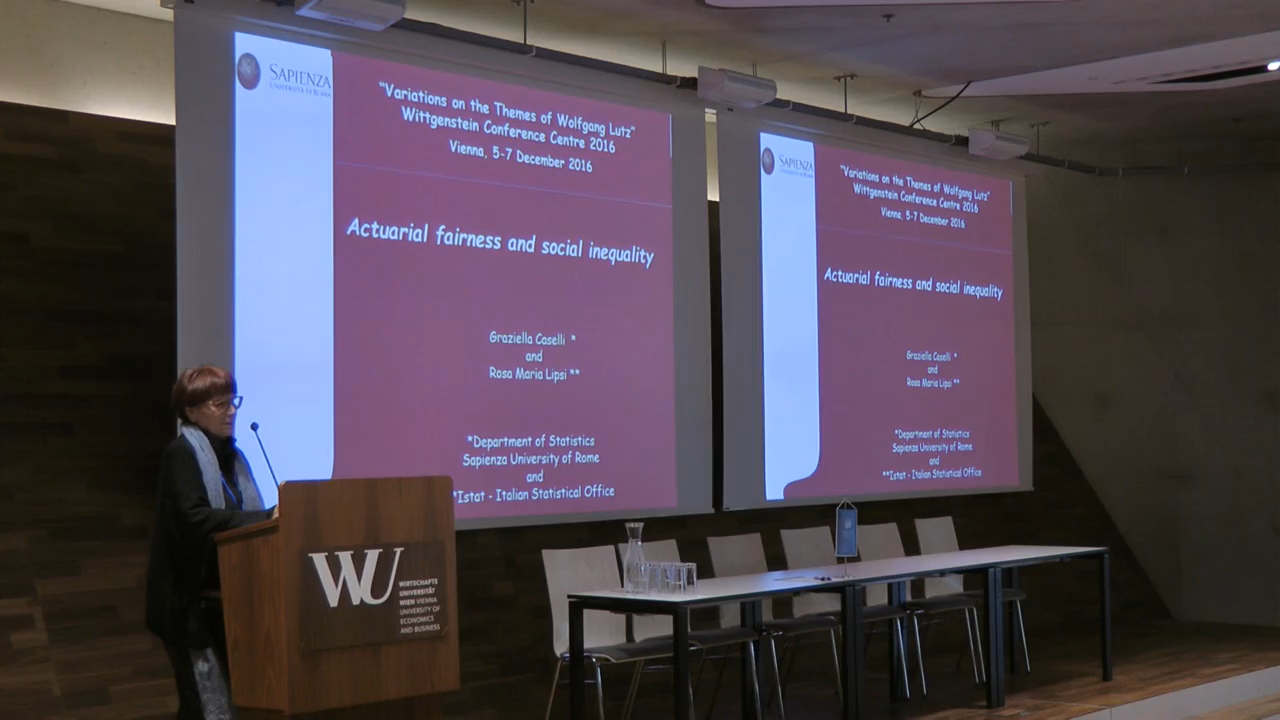 SAPIENZA
UNIVERSITÀ DI ROMA
"Variations on the Themes of Wolfgang Lutz"
Wittgenstein Conference Centre 2016
Vienna, 5-7 December 2016
Actuarial fairness and social inequality
Graziella Caselli *
and
Rosa Maria Lipsi **
*Department of Statistics
Sapienza University of Rome
and
*Istat - Italian Statistical Office
SAPIENZA
UNIVERSITÀ DI ROMA
"Variations on the Themes of Wolfgang Lutz"
Wittgenstein Conference Centre 2016
Vienna, 5-7 December 2016
Actuarial fairness and social inequality
Graziella Caselli *
and
Rosa Maria Lipsi **
*Department of Statistics
Sapienza University of Rome
and
**Istat - Italian Statistical Office
WU
WIRTSCHAFTS
UNIVERSITÄT
WIEN VIENNA
UNIVERSITY OF
ECONOMICS
AND BUSINESS